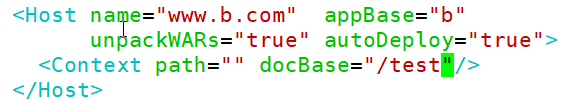 <Host name="www.b.com"  appBase="b"
unpackWARs="true" autoDeploy="true">
<Context path="" docBase="/test"/>
</Host>